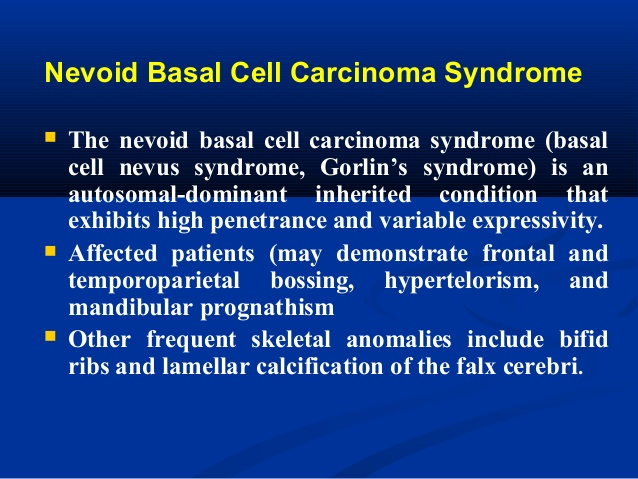 Nevoid Basal Cell Carcinoma Syndrome
The nevoid basal cell carcinoma syndrome (basal
cell nevus syndrome, Gorlin’s syndrome) is an
autosomal-dominant inherited condition that
exhibits high penetrance and variable expressivity.
Affected patients (may demonstrate frontal and
temporoparietal bossing, hypertelorism, and
mandibular prognathism
Other frequent skeletal anomalies include bifid
ribs and lamellar calcification of the falx cerebri.